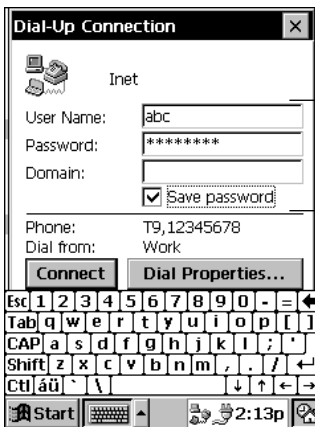 Dial-Up Connection
Inet
User Name: abc
Password: ********
Domain:
Save password
Phone: T9,12345678
Dial from: Work
Connect Dial Properties...
Esc 1 2 3 4 5 6 7 8 9 0 - =
Tab q w e r t y u i o p [ ]
CAP a s d f g h j k l ; '
Shift z x c v b n m , . /
Ctl áü ` \
Start 2:13p